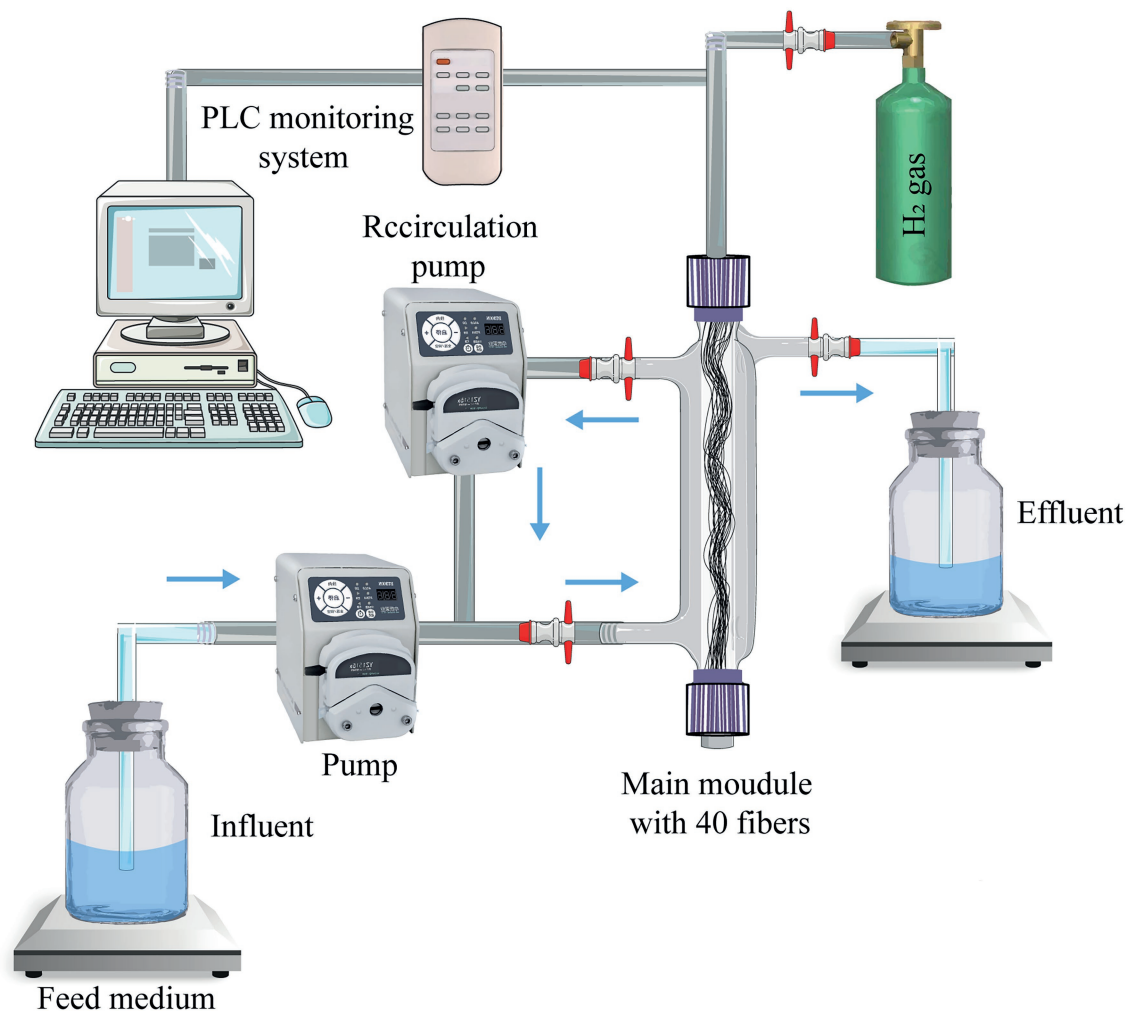 PLC monitoring
system
H₂ gas
Rccirculation
pump
Effluent
Pump
Main moudule
with 40 fibers
Influent
Feed medium